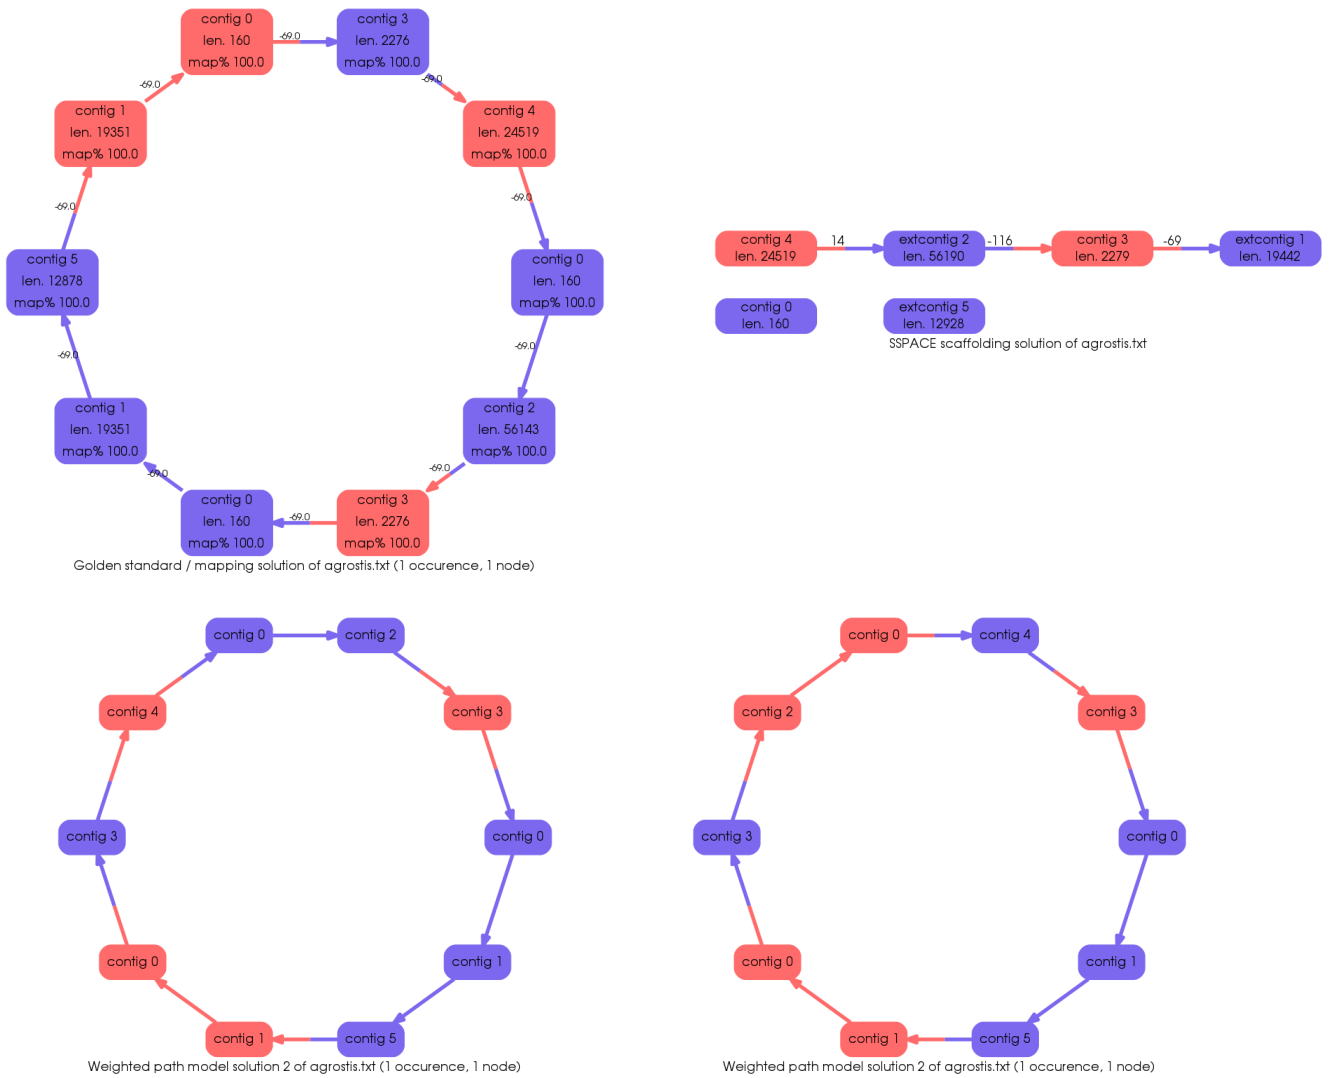 contig 0
len. 160
map% 100.0
-69.0
contig 3
len. 2276
map% 100.0
-69.0
contig 4
len. 24519
map% 100.0
-69.0
contig 0
len. 160
map% 100.0
-69.0
contig 2
len. 56143
map% 100.0
-69.0
contig 3
len. 2276
map% 100.0
-69.0
contig 0
len. 160
map% 100.0
-69.0
contig 1
len. 19351
map% 100.0
-69.0
contig 5
len. 12878
map% 100.0
-69.0
contig 1
len. 19351
map% 100.0
-69.0
Golden standard / mapping solution of agrostis.txt (1 occurence, 1 node)
contig 4
len. 24519
14
extcontig 2
len. 56190
-116
contig 3
len. 2279
-69
extcontig 1
len. 19442
contig 0
len. 160
extcontig 5
len. 12928
SSPACE scaffolding solution of agrostis.txt
contig 0
contig 2
contig 3
contig 0
contig 1
contig 5
contig 1
contig 0
contig 3
contig 4
Weighted path model solution 2 of agrostis.txt (1 occurence, 1 node)
contig 0
contig 4
contig 3
contig 0
contig 1
contig 5
contig 1
contig 0
contig 3
contig 2
Weighted path model solution 2 of agrostis.txt (1 occurence, 1 node)